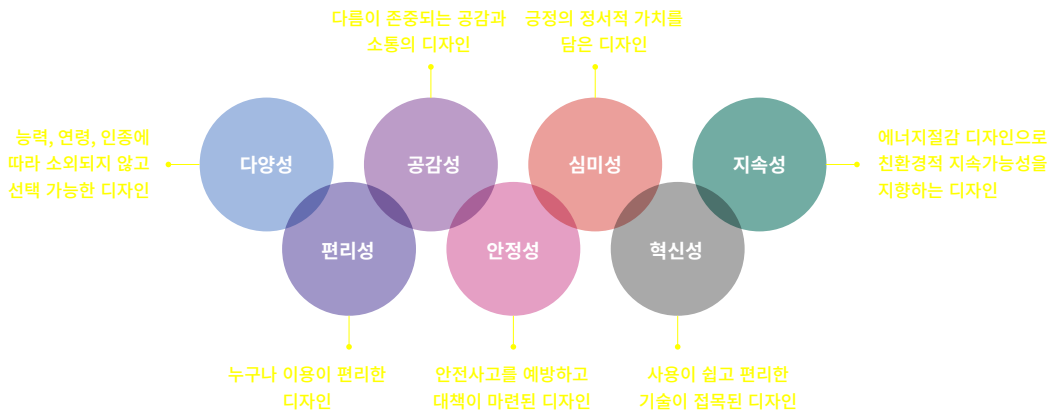 다름이 존중되는 공감과
소통의 디자인
긍정의 정서적 가치를
담은 디자인
능력, 연령, 인종에
따라 소외되지 않고
선택 가능한 디자인
다양성
공감성
심미성
지속성
에너지절감 디자인으로
친환경적 지속가능성을
지향하는 디자인
편리성
안정성
혁신성
누구나 이용이 편리한
디자인
안전사고를 예방하고
대책이 마련된 디자인
사용이 쉽고 편리한
기술이 접목된 디자인